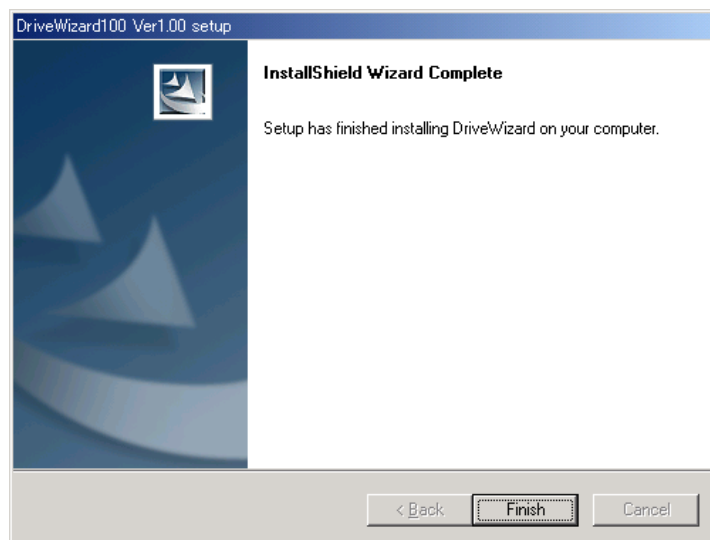 DriveWizard100 Ver1.00 setup
InstallShield Wizard Complete
Setup has finished installing DriveWizard on your computer.
< Back
Finish
Cancel